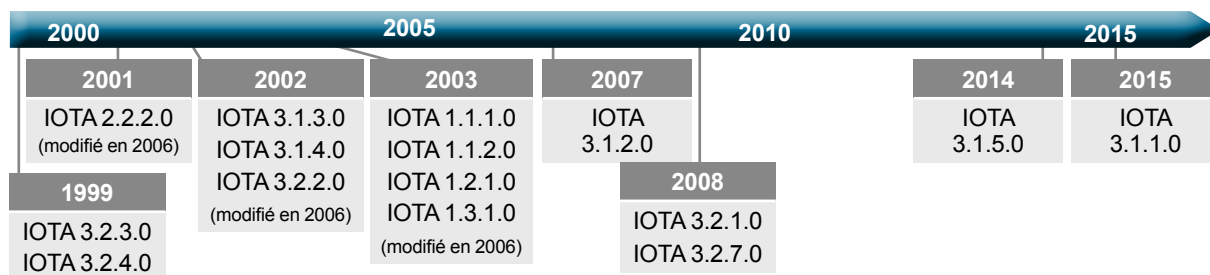 2000 2005 2010 2015
2001
IOTA 2.2.2.0
(modifié en 2006)
2002
IOTA 3.1.3.0
IOTA 3.1.4.0
IOTA 3.2.2.0
(modifié en 2006)
2003
IOTA 1.1.1.0
IOTA 1.1.2.0
IOTA 1.2.1.0
IOTA 1.3.1.0
(modifié en 2006)
2007
IOTA
3.1.2.0
2014
IOTA
3.1.5.0
2015
IOTA
3.1.1.0
1999
IOTA 3.2.3.0
IOTA 3.2.4.0
2008
IOTA 3.2.1.0
IOTA 3.2.7.0